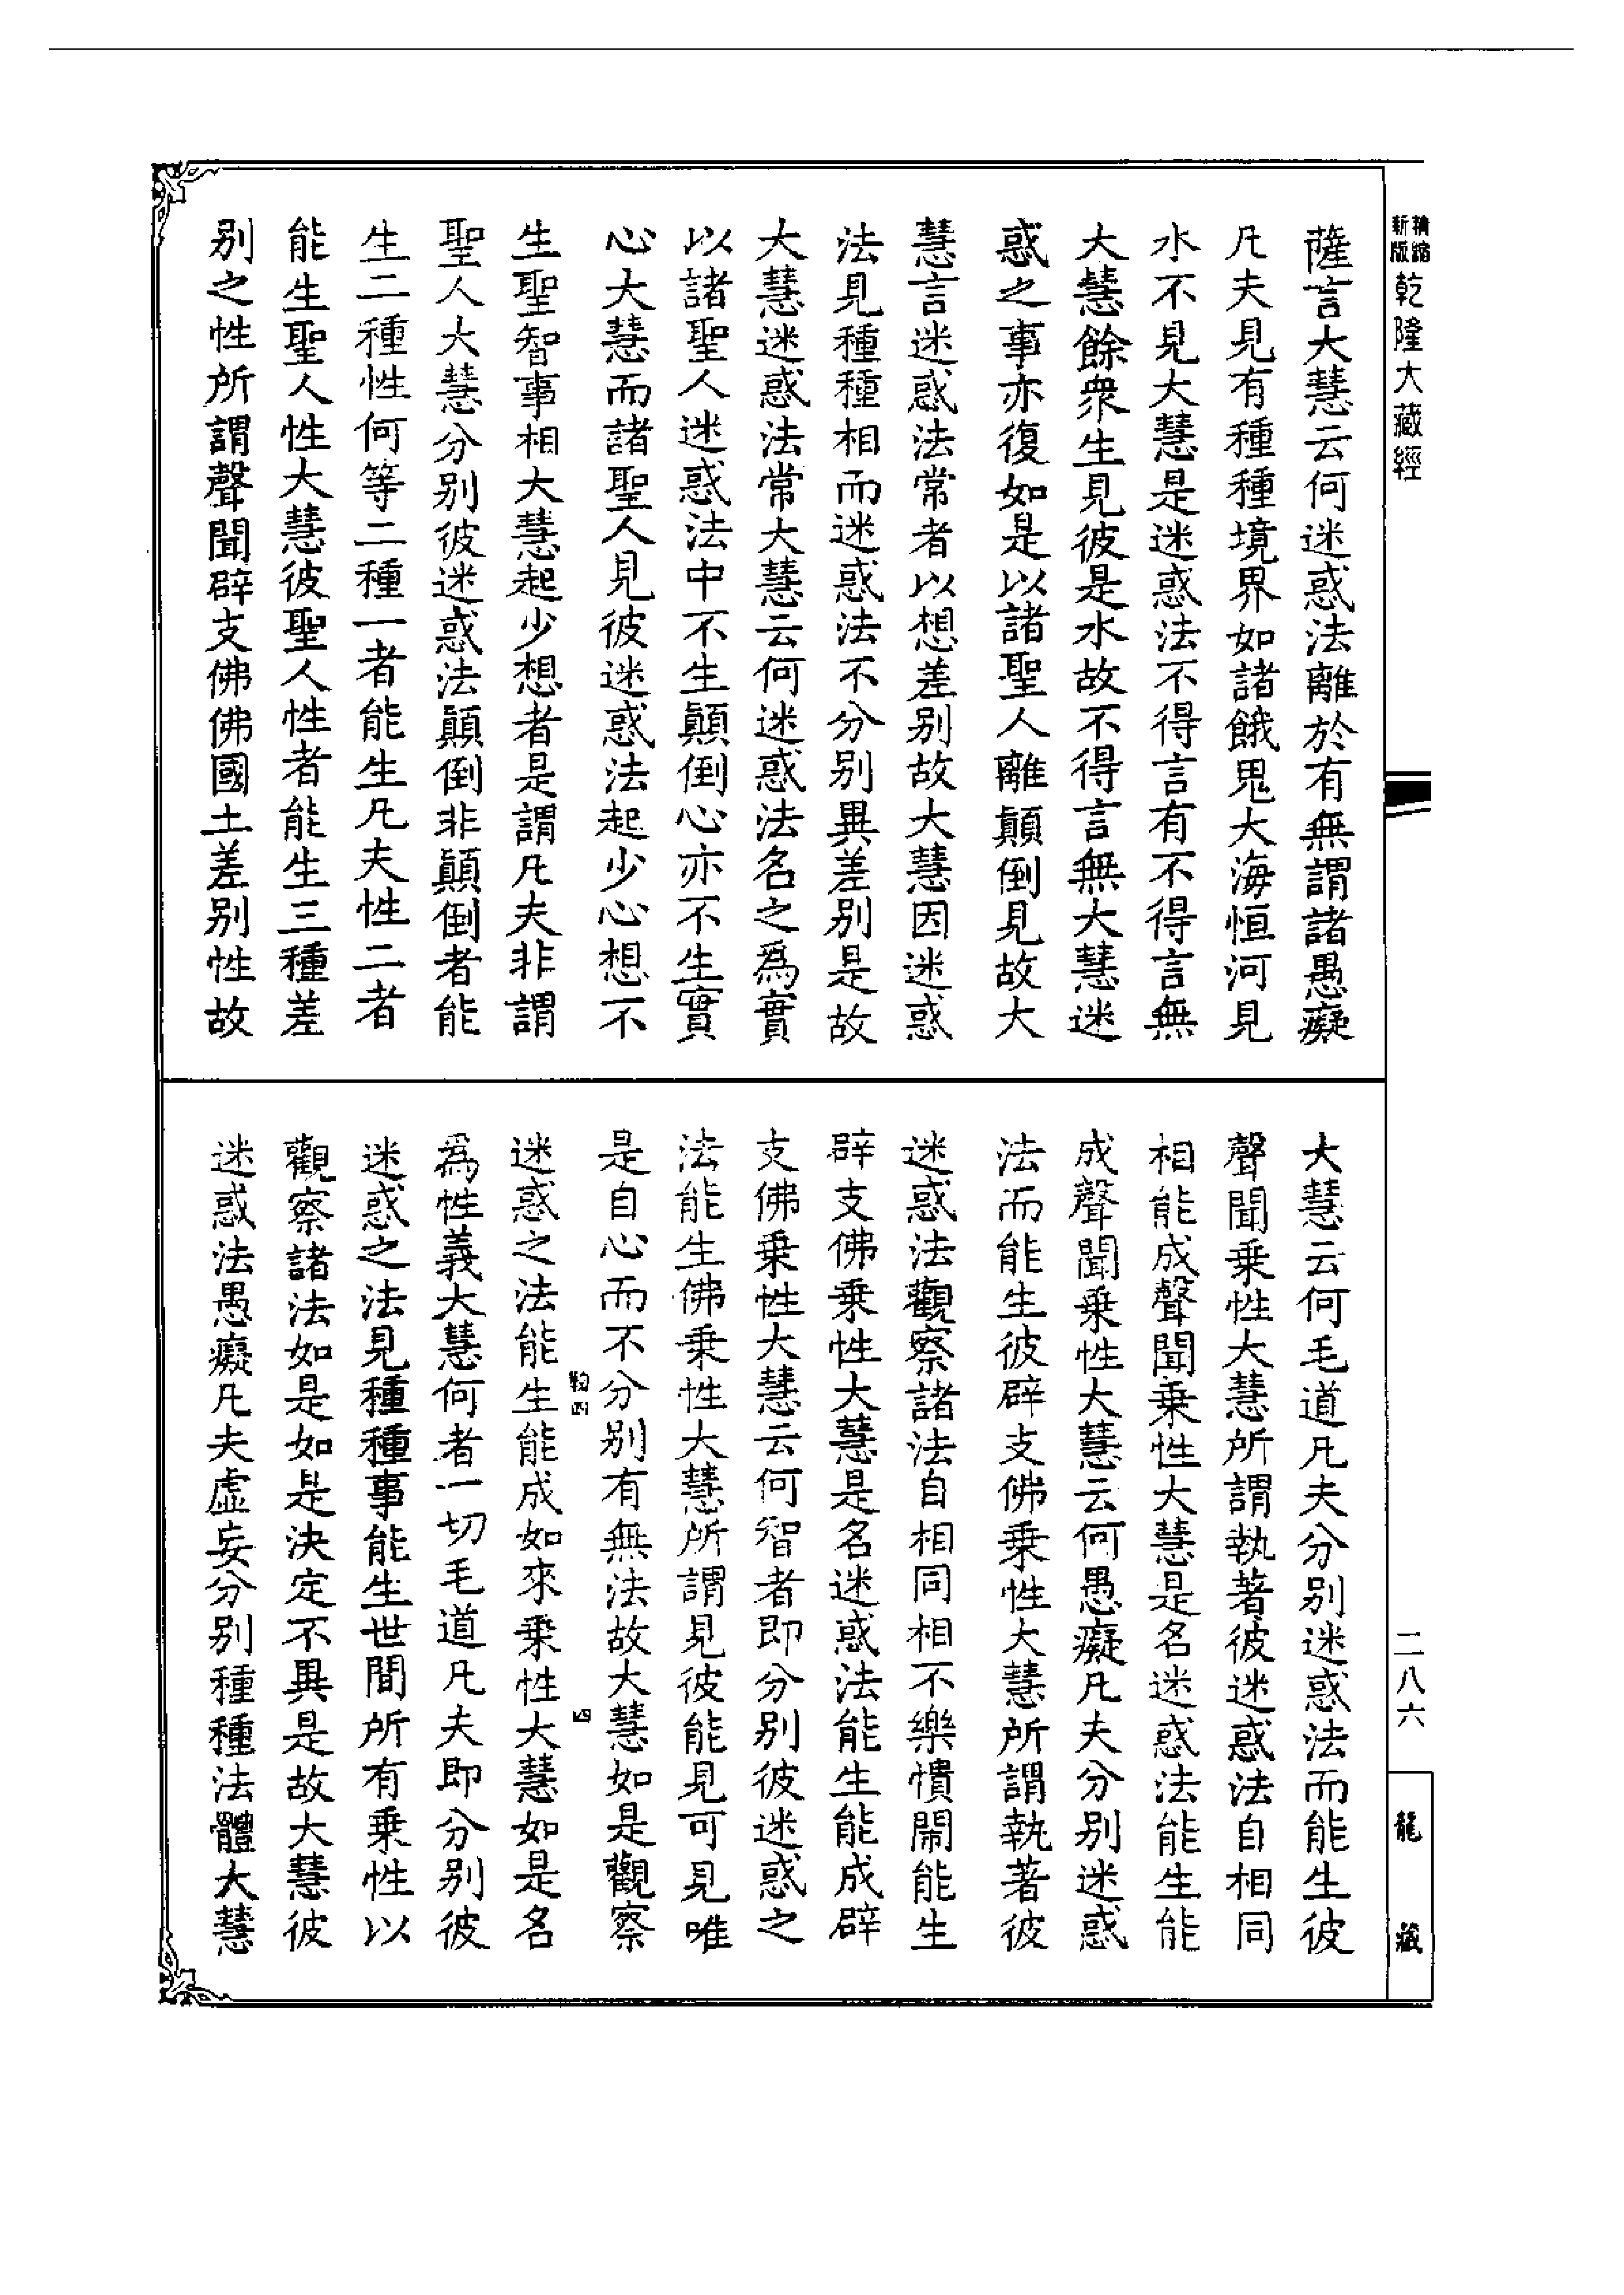 精縮新版乾隆大藏經
薩言大慧云何迷惑法離於有無謂諸愚癡
凡夫見有種種境界如諸餓鬼大海恒河見
水不見大慧是迷惑法不得言有不得言無
大慧餘衆生見彼是水故不得言無大慧迷
惑之事亦復如是以諸聖人離顛倒見故大
慧言迷惑法常者以想差别故大慧因迷惑
法見種種相而迷惑法不分别異差别是故
大慧迷惑法常大慧云何迷惑法名之爲實
以諸聖人迷惑法中不生顛倒心亦不生實
心大慧而諸聖人見彼迷惑法起少心想不
生聖智事相大慧起少想者是謂凡夫非謂
聖人大慧分别彼迷惑法顛倒非顛倒者能
生二種性何等二種一者能生凡夫性二者
能生聖人性大慧彼聖人性者能生三種差
别之性所謂聲聞辟支佛佛國土差别性故
大慧云何毛道凡夫分别迷惑法而能生彼
聲聞乗性大慧所謂執著彼迷惑法自相同
相能成聲聞乗性大慧是名迷惑法能生能
成聲聞乗性大慧云何愚癡凡夫分别迷惑
法而能生彼辟支佛乗性大慧所謂執著彼
迷惑法觀察諸法自相同相不樂憒閙能生
辟支佛乗性大慧是名迷惑法能生能成辟
支佛乗性大慧云何智者即分别彼迷惑之
法能生佛乗性大慧所謂見彼能見可見唯
是自心而不分别有無法故大慧如是觀察
迷惑之法能生能成如來乗性大慧如是名
爲性義大慧何者一切毛道凡夫即分别彼
迷惑之法見種種事能生世間所有乗性以
觀察諸法如是如是決定不異是故大慧彼
迷惑法愚癡凡夫虚妄分别種種法體大慧
二八六
龍藏